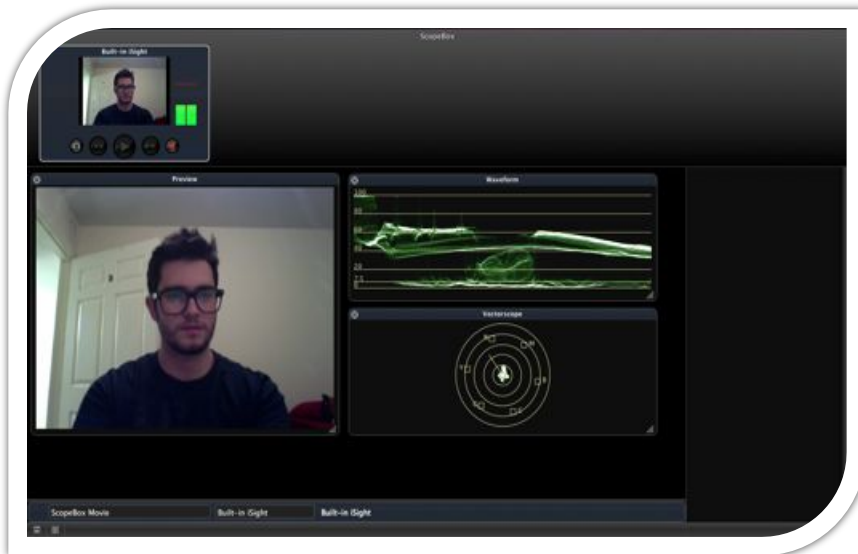 ScopeBox
Built-in iSight
Preview
Waveform
100
80
60
40
20
7.5
0
Vectorscope
R
M
Y
B
G
C
ScopeBox Movie
Built-in iSight
Built-in iSight